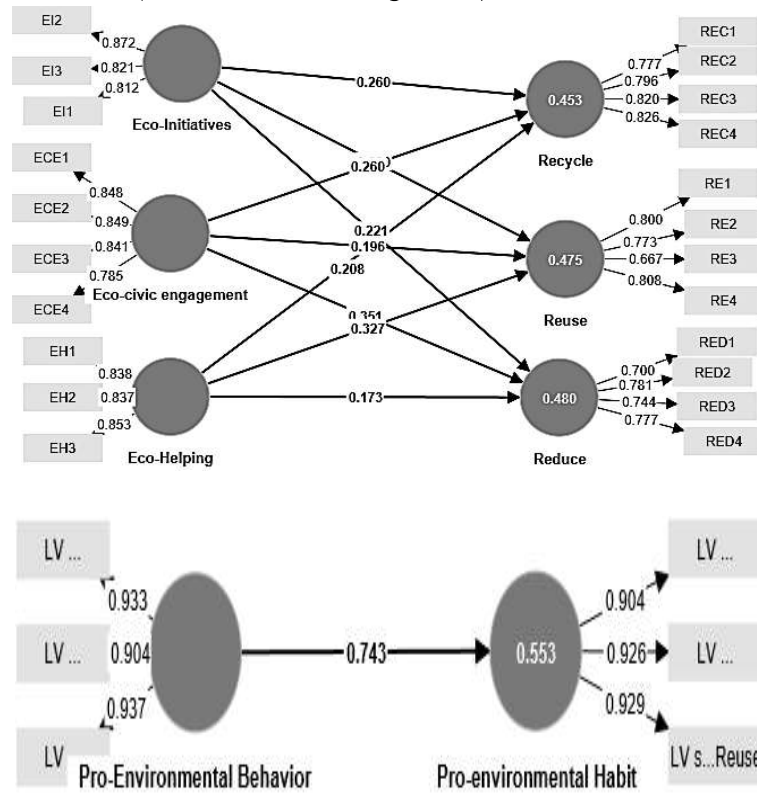 EI2
0.872
EI3
0.821
EI1
0.812
Eco-Initiatives
ECE1
0.848
ECE2
0.849
ECE3
0.841
ECE4
0.785
Eco-civic engagement
EH1
0.838
EH2
0.837
EH3
0.853
Eco-Helping
0.260
0.260
0.221
0.196
0.208
0.351
0.327
0.173
0.453
Recycle
0.475
Reuse
0.480
Reduce
REC1
0.777
REC2
0.796
REC3
0.820
REC4
0.826
RE1
0.800
RE2
0.773
RE3
0.667
RE4
0.808
RED1
0.700
RED2
0.781
RED3
0.744
RED4
0.777
LV ...
0.933
LV ...
0.904
LV
0.937
Pro-Environmental Behavior
0.743
0.553
Pro-environmental Habit
0.904
LV ...
0.926
LV ...
0.929
LV s...Reuse